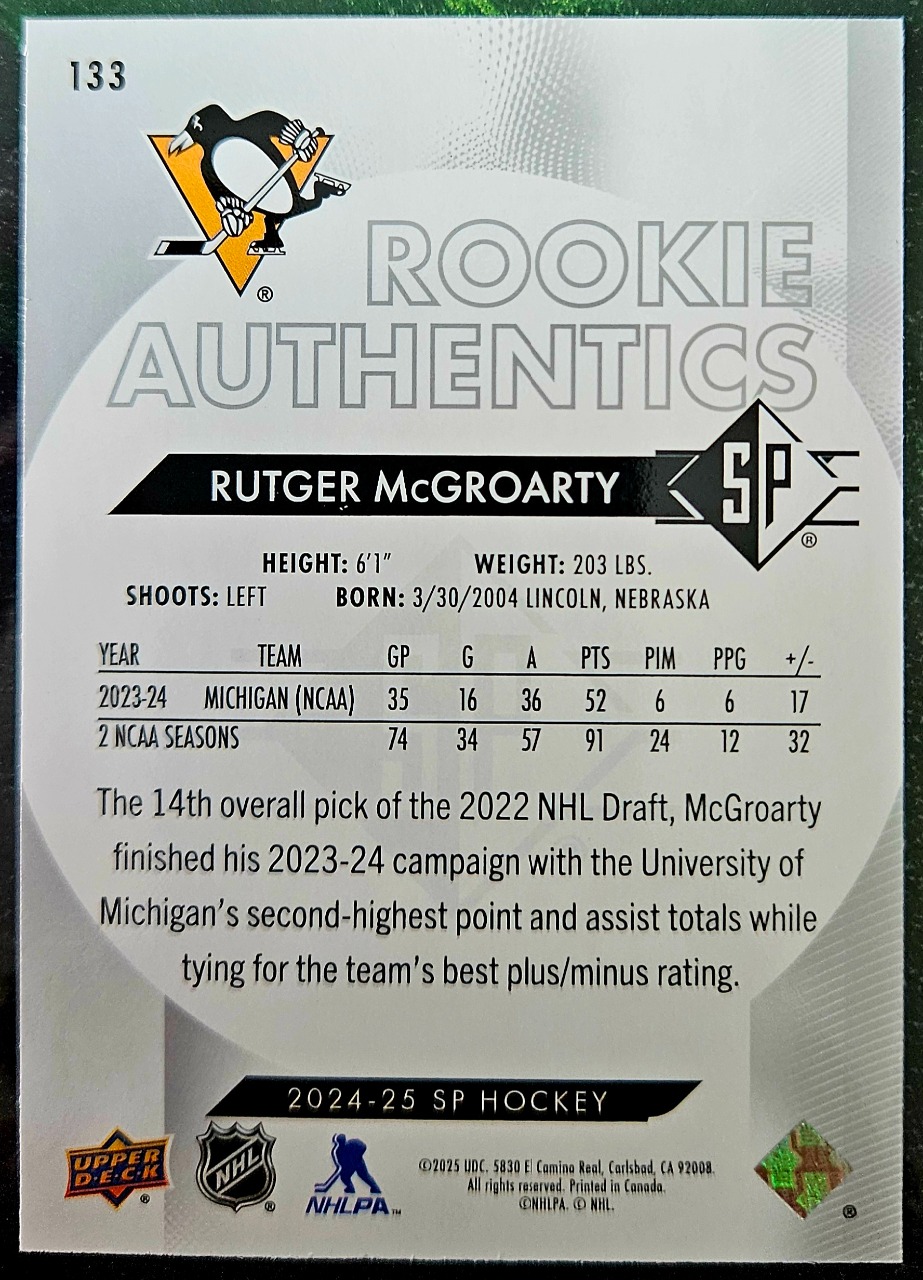 133
®
ROOKIE
AUTHENTICS
RUTGER McGROARTY
SP
®
HEIGHT: 6'1" WEIGHT: 203 LBS.
SHOOTS: LEFT BORN: 3/30/2004 LINCOLN, NEBRASKA
YEAR TEAM GP G A PTS PIM PPG +/-
2023-24 MICHIGAN (NCAA) 35 16 36 52 6 6 17
2 NCAA SEASONS 74 34 57 91 24 12 32
The 14th overall pick of the 2022 NHL Draft, McGroarty
finished his 2023-24 campaign with the University of
Michigan's second-highest point and assist totals while
tying for the team's best plus/minus rating.
2024-25 SP HOCKEY
UPPER
D·E·C·K
®
NHL
®
NHLPA™
©2025 UDC. 5830 El Camino Real, Carlsbad, CA 92008.
All rights reserved. Printed in Canada.
©NHLPA. © NHL.
®